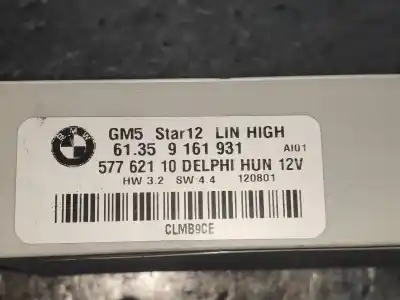 BMW
GM5 Star12 LIN HIGH
61.35 9 161 931 AI01
577 621 10 DELPHI HUN 12V
HW 3.2 SW 4.4 120801
CLMB9CE